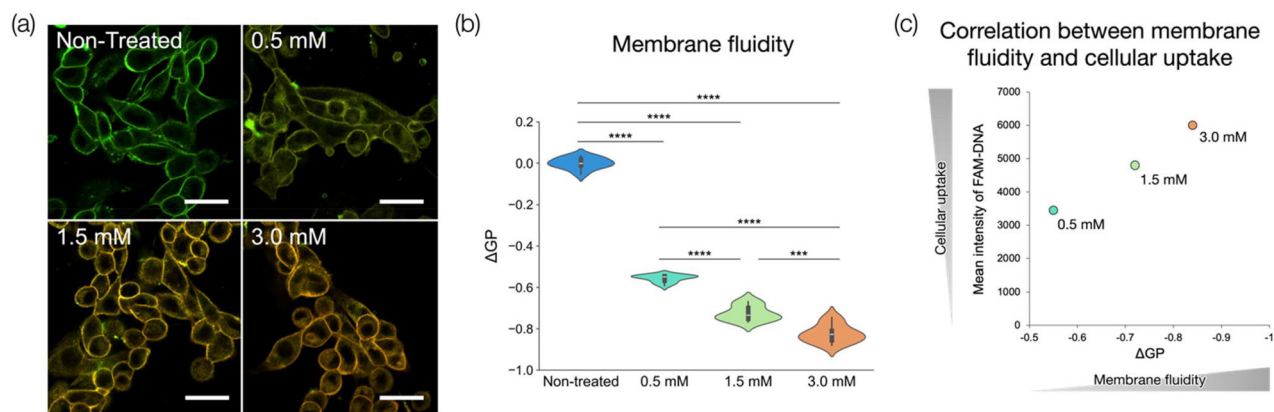 (a)
Non-Treated
0.5 mM
1.5 mM
3.0 mM
(b)
Membrane fluidity
****
****
****
****
****
***
0.2
0.0
−0.2
−0.4
−0.6
−0.8
−1.0
ΔGP
Non-treated
0.5 mM
1.5 mM
3.0 mM
(c)
Correlation between membrane
fluidity and cellular uptake
Cellular uptake
Mean intensity of FAM-DNA
7000
6000
5000
4000
3000
2000
1000
0
3.0 mM
1.5 mM
0.5 mM
-0.5
-0.6
-0.7
-0.8
-0.9
-1
ΔGP
Membrane fluidity